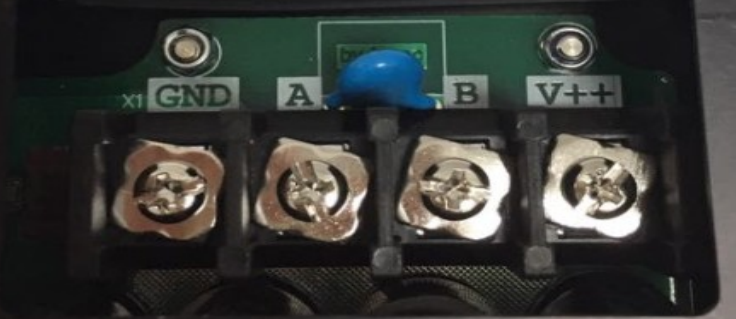 X1 GND A B V++